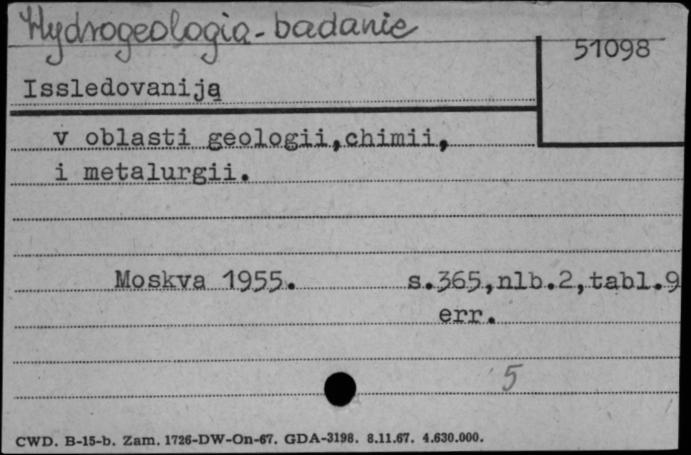 Hydrogeologia-badanie
51098
Issledovaniją
v oblasti geologii,chimii,
i metalurgii.
Moskva 1955. s.365,nlb.2,tabl.9
err.
5
CWD. B-15-b. Zam. 1726-DW-On-67. GDA-3198. 8.11.67. 4.630.000.